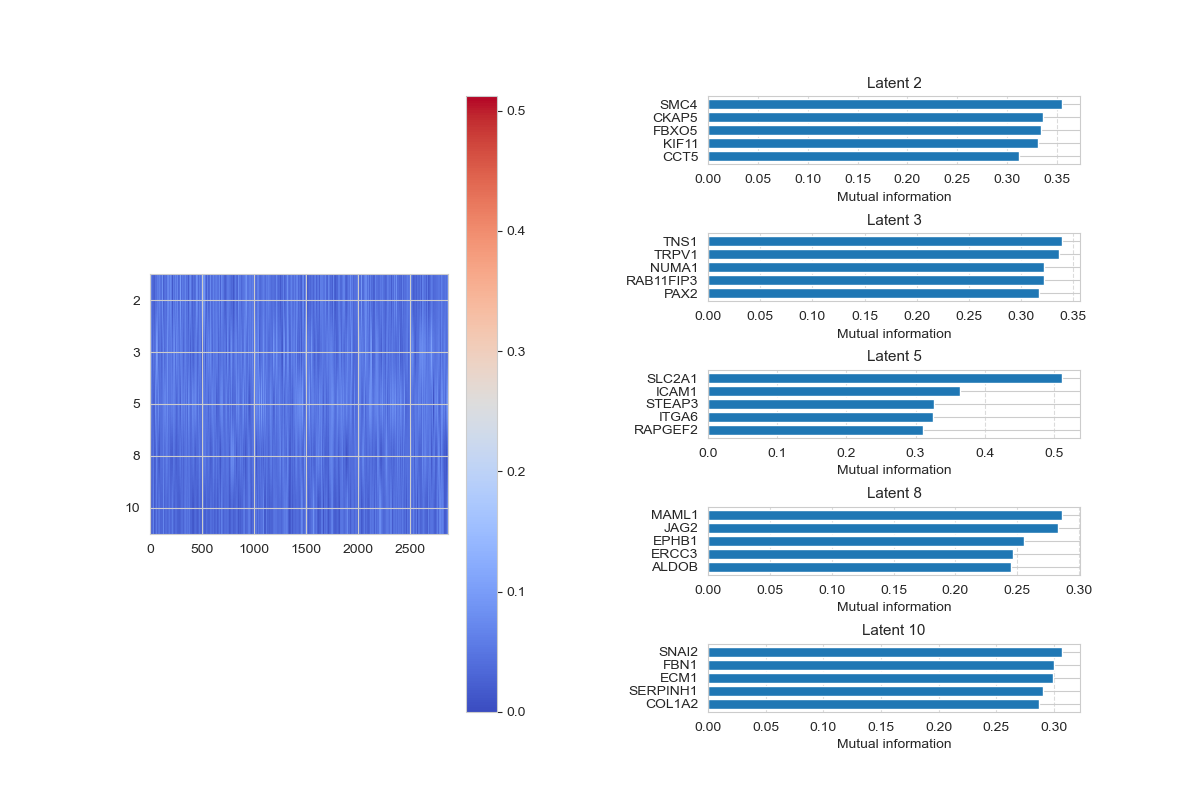 0.5
0.4
0.3
0.2
0.1
0.0
2
3
5
8
10
0 500 1000 1500 2000 2500
Latent 2
SMC4
CKAP5
FBXO5
KIF11
CCT5
0.00 0.05 0.10 0.15 0.20 0.25 0.30 0.35
Mutual information
Latent 3
TNS1
TRPV1
NUMA1
RAB11FIP3
PAX2
0.00 0.05 0.10 0.15 0.20 0.25 0.30 0.35
Mutual information
Latent 5
SLC2A1
ICAM1
STEAP3
ITGA6
RAPGEF2
0.0 0.1 0.2 0.3 0.4 0.5
Mutual information
Latent 8
MAML1
JAG2
EPHB1
ERCC3
ALDOB
0.00 0.05 0.10 0.15 0.20 0.25 0.30
Mutual information
Latent 10
SNAI2
FBN1
ECM1
SERPINH1
COL1A2
0.00 0.05 0.10 0.15 0.20 0.25 0.30
Mutual information